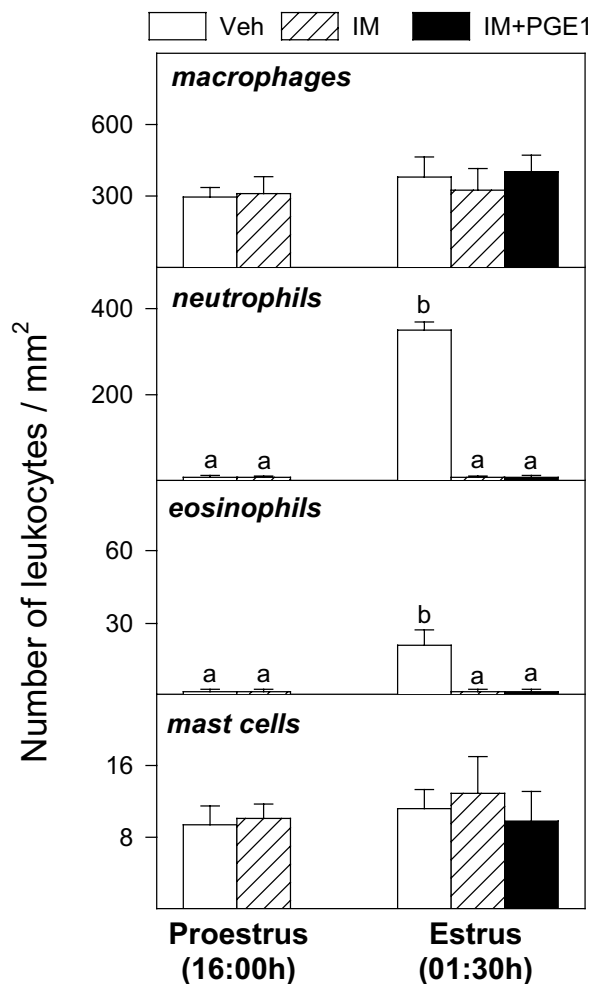 Veh IM IM+PGE1
macrophages
600
300
neutrophils
b
400
200
a a a a
eosinophils
60
30
b
a a a a
mast cells
16
8
Number of leukocytes / mm²
Proestrus Estrus
(16:00h) (01:30h)